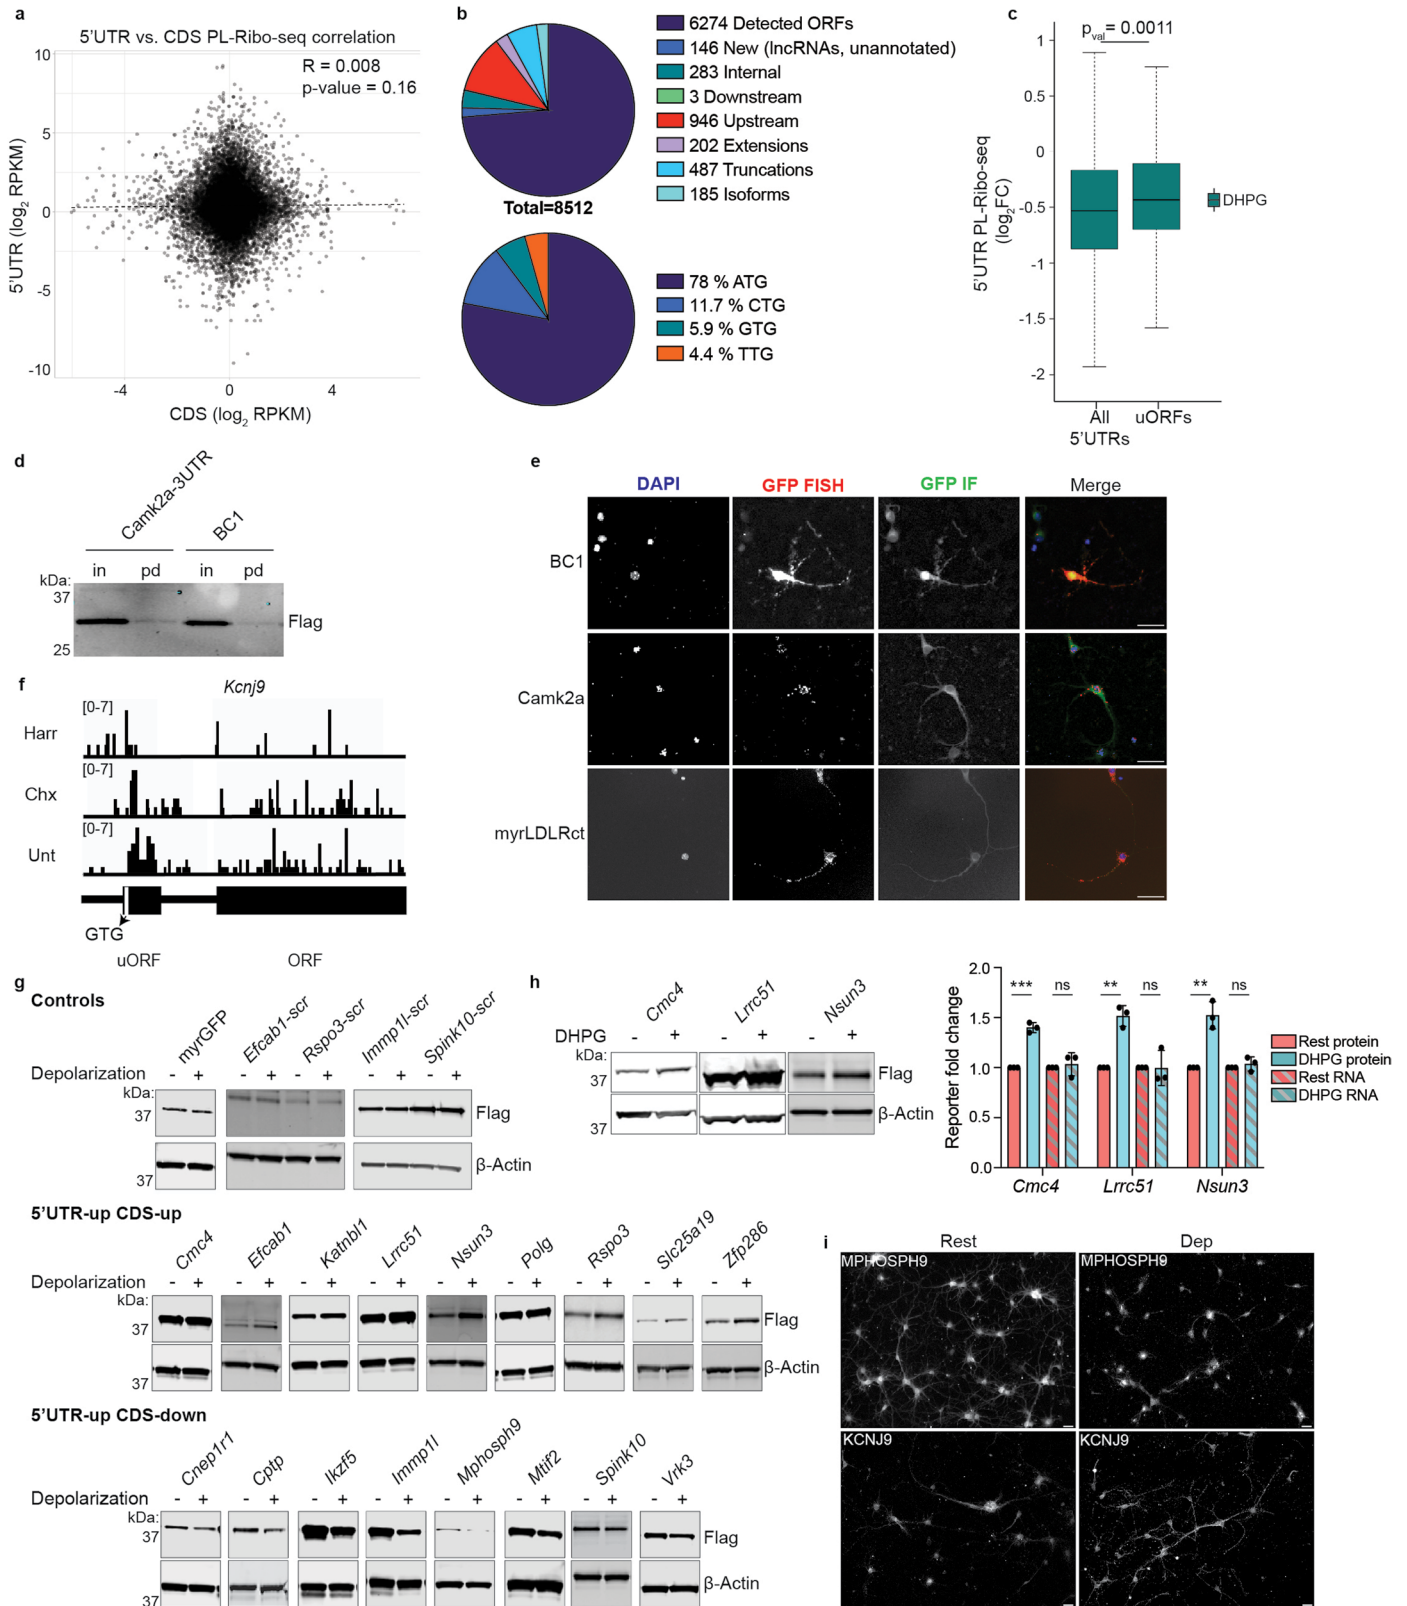 a
5'UTR vs. CDS PL-Ribo-seq correlation
R = 0.008
p-value = 0.16
10
5
0
-5
-10
5'UTR (log2 RPKM)
-4
0
4
CDS (log2 RPKM)
b
6274 Detected ORFs
146 New (lncRNAs, unannotated)
283 Internal
3 Downstream
946 Upstream
202 Extensions
487 Truncations
185 Isoforms
Total=8512
78 % ATG
11.7 % CTG
5.9 % GTG
4.4 % TTG
c
pval = 0.0011
1
0.5
0
-0.5
-1
-1.5
-2
5'UTR PL-Ribo-seq
(log2FC)
DHPG
All
5'UTRs
uORFs
d
Camk2a-3UTR
BC1
in pd in pd
kDa:
37
25
Flag
e
DAPI
GFP FISH
GFP IF
Merge
BC1
Camk2a
myrLDLRct
f
Kcnj9
Harr
[0-7]
Chx
[0-7]
Unt
[0-7]
GTG
uORF
ORF
g
Controls
myrGFP
Efcab1-scr
Rspo3-scr
Immp1l-scr
Spink10-scr
Depolarization - + - + - + - + - +
kDa:
37
Flag
37
β-Actin
5'UTR-up CDS-up
Cmc4
Efcab1
Katnbl1
Lrrc51
Nsun3
Polg
Rspo3
Slc25a19
Zfp286
Depolarization - + - + - + - + - + - + - + - + - +
kDa:
37
Flag
37
β-Actin
5'UTR-up CDS-down
Cnep1r1
Cptp
Ikzf5
Immp1l
Mphosph9
Mtif2
Spink10
Vrk3
Depolarization - + - + - + - + - + - + - + - +
kDa:
37
Flag
37
β-Actin
h
Cmc4
Lrrc51
Nsun3
DHPG - + - + - +
kDa:
37
Flag
37
β-Actin
2.0
1.5
1.0
0.5
0.0
Reporter fold change
*** ns ** ns ** ns
Cmc4
Lrrc51
Nsun3
Rest protein
DHPG protein
Rest RNA
DHPG RNA
i
Rest
Dep
MPHOSPH9
MPHOSPH9
KCNJ9
KCNJ9